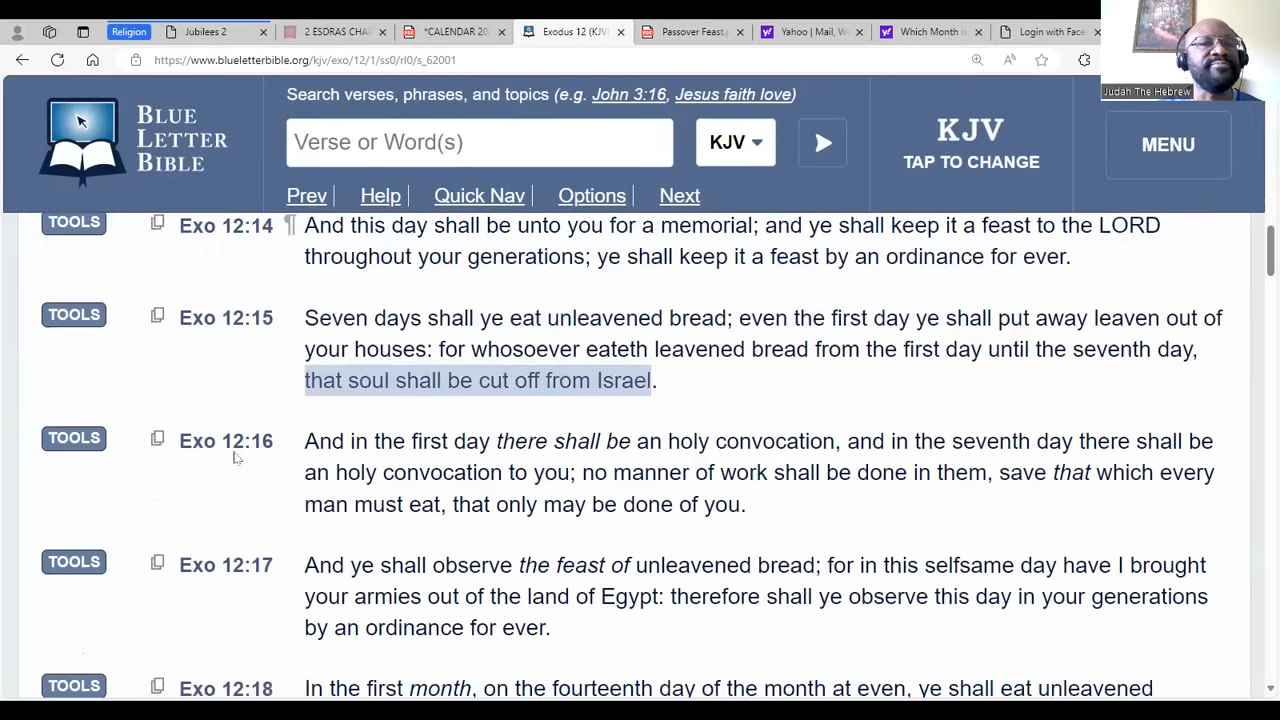 Religion
Jubilees 2
2 ESDRAS CHA
*CALENDAR 20
Exodus 12 (KJV)
Passover Feast,
Yahoo | Mail, We
Which Month is
Login with Face
https://www.blueletterbible.org/kjv/exo/12/1/ss0/rl0/s_62001
Judah The Hebrew
BLUE
LETTER
BIBLE
Search verses, phrases, and topics (e.g. John 3:16, Jesus faith love)
Verse or Word(s)
KJV
KJV
TAP TO CHANGE
MENU
Prev
Help
Quick Nav
Options
Next
TOOLS Exo 12:14 ¶ And this day shall be unto you for a memorial; and ye shall keep it a feast to the LORD
throughout your generations; ye shall keep it a feast by an ordinance for ever.
TOOLS Exo 12:15 Seven days shall ye eat unleavened bread; even the first day ye shall put away leaven out of
your houses: for whosoever eateth leavened bread from the first day until the seventh day,
that soul shall be cut off from Israel.
TOOLS Exo 12:16 And in the first day there shall be an holy convocation, and in the seventh day there shall be
an holy convocation to you; no manner of work shall be done in them, save that which every
man must eat, that only may be done of you.
TOOLS Exo 12:17 And ye shall observe the feast of unleavened bread; for in this selfsame day have I brought
your armies out of the land of Egypt: therefore shall ye observe this day in your generations
by an ordinance for ever.
TOOLS Exo 12:18 In the first month, on the fourteenth day of the month at even, ye shall eat unleavened